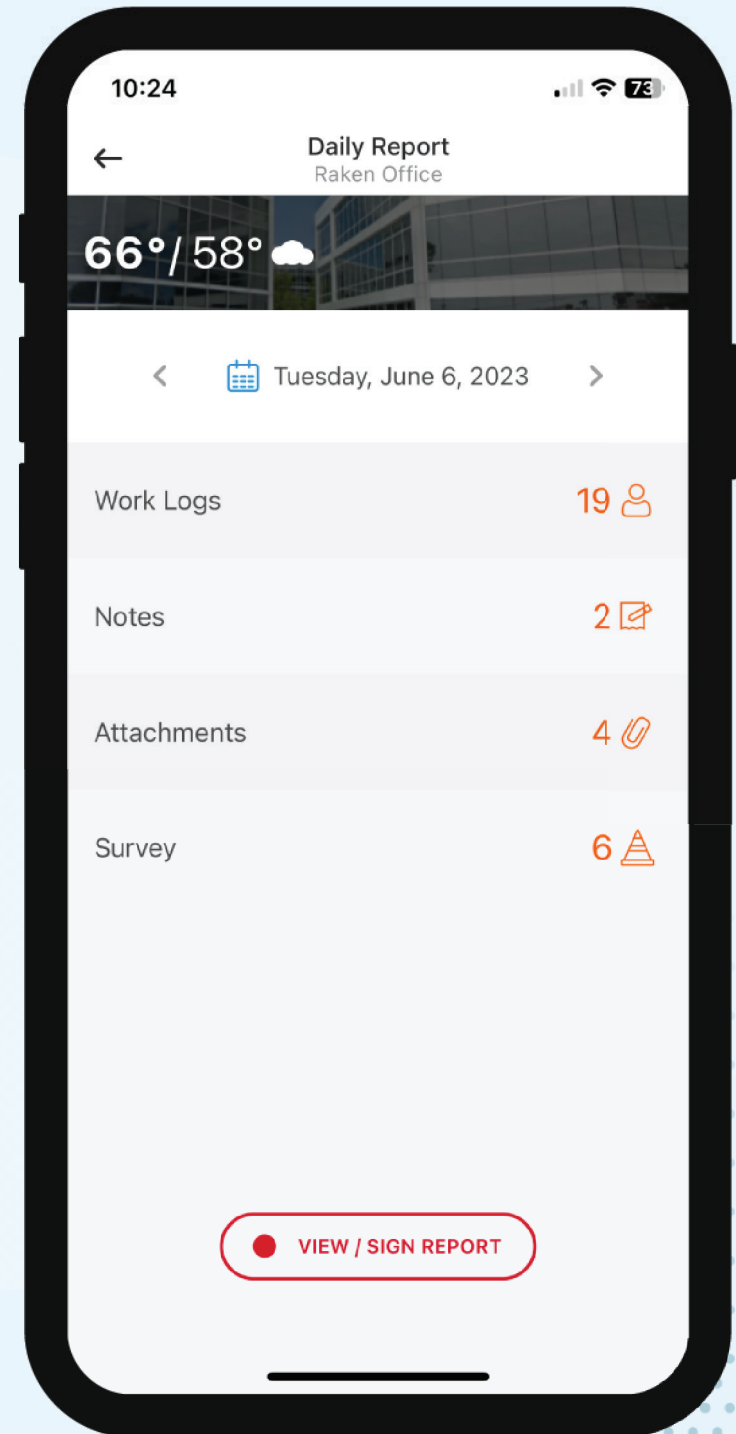 10:24
73
Daily Report
Raken Office
66°/ 58°
Tuesday, June 6, 2023
Work Logs 19
Notes 2
Attachments 4
Survey 6
VIEW / SIGN REPORT